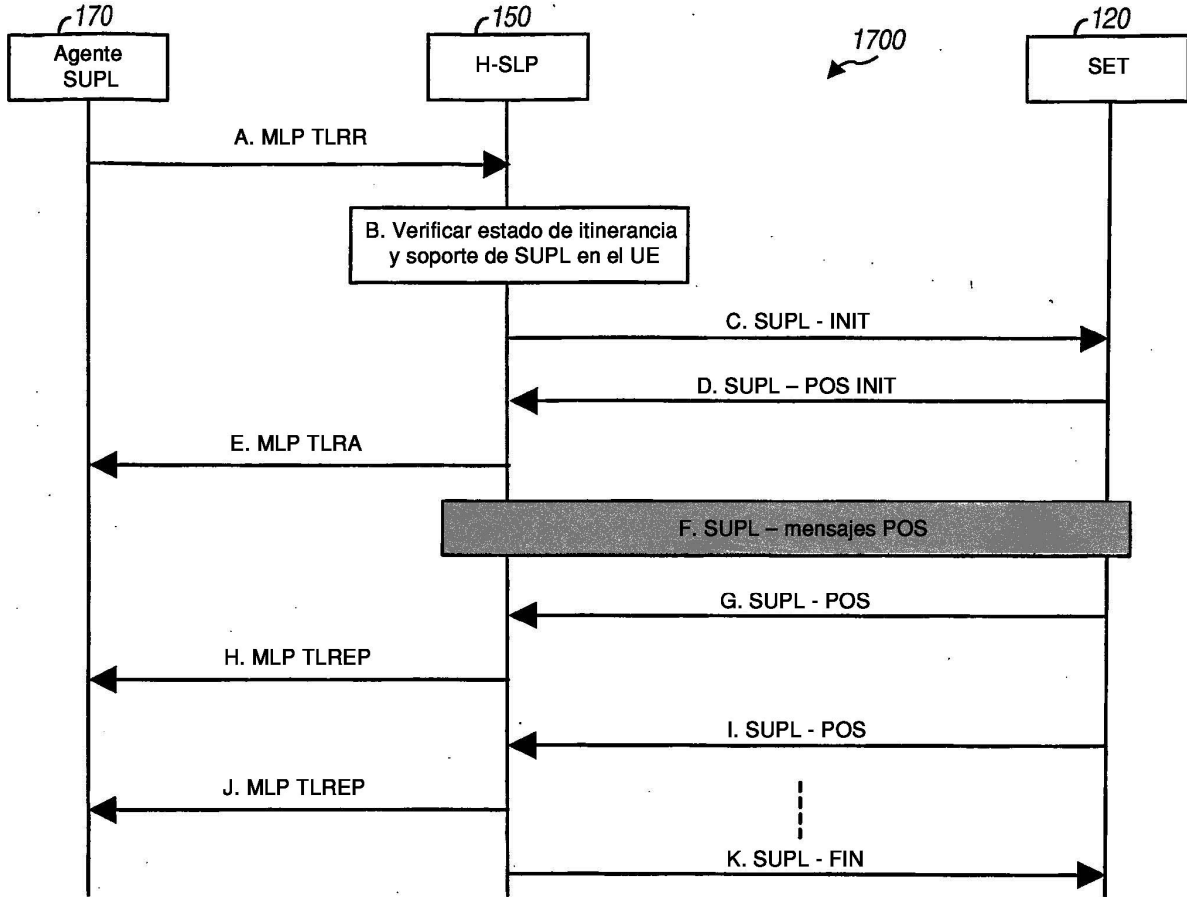 170
Agente
SUPL
150
H-SLP
1700
120
SET
A. MLP TLRR
B. Verificar estado de itinerancia
y soporte de SUPL en el UE
C. SUPL - INIT
D. SUPL – POS INIT
E. MLP TLRA
F. SUPL – mensajes POS
G. SUPL - POS
H. MLP TLREP
I. SUPL - POS
J. MLP TLREP
K. SUPL - FIN